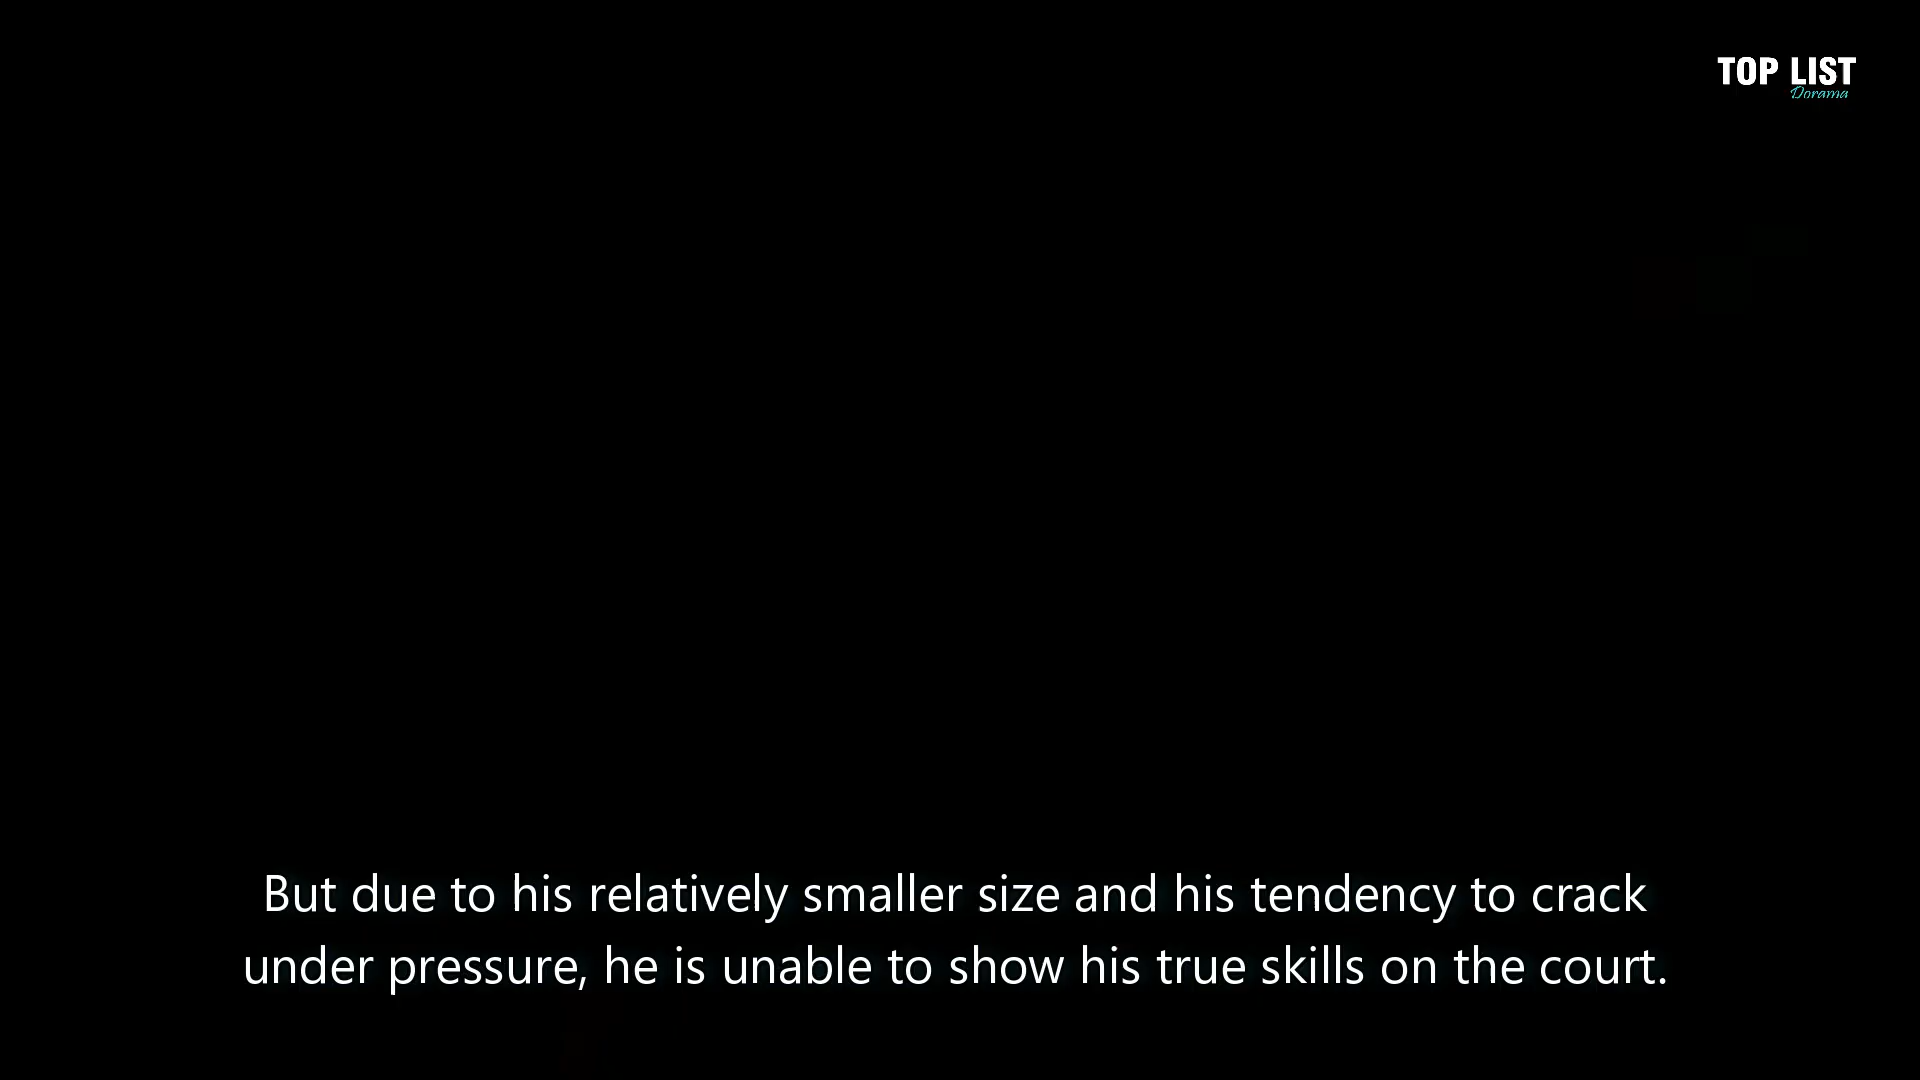 TOP LIST
Dorama
But due to his relatively smaller size and his tendency to crack
under pressure, he is unable to show his true skills on the court.